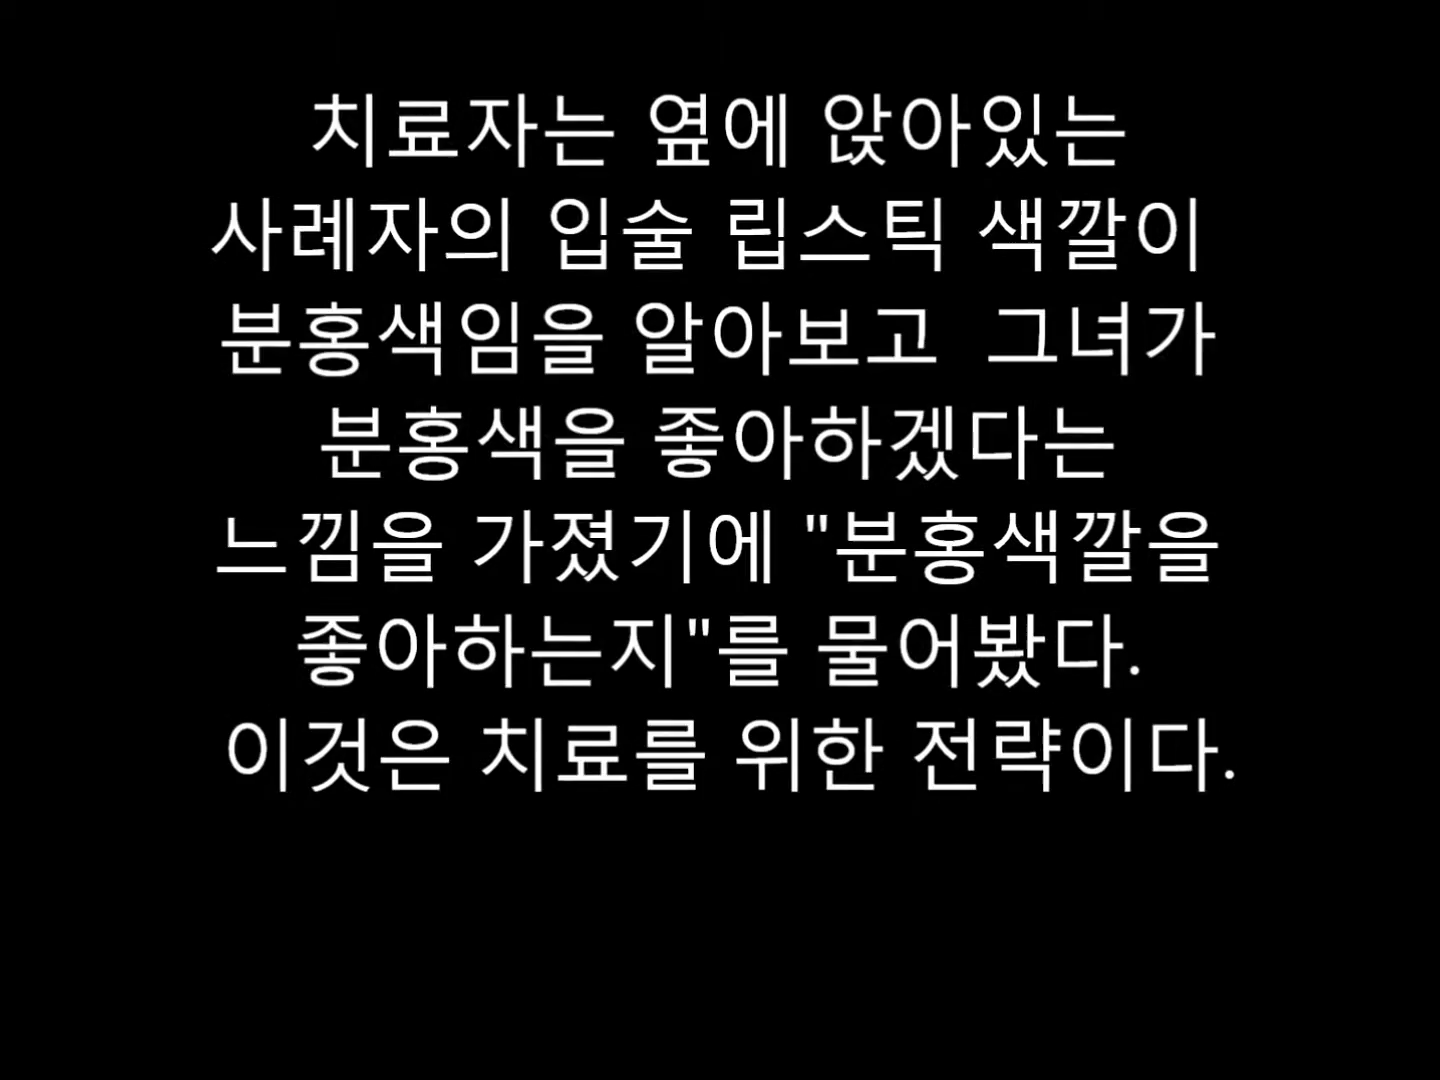 치료자는 옆에 앉아있는
사례자의 입술 립스틱 색깔이
분홍색임을 알아보고 그녀가
분홍색을 좋아하겠다는
느낌을 가졌기에 "분홍색깔을
좋아하는지"를 물어봤다.
이것은 치료를 위한 전략이다.